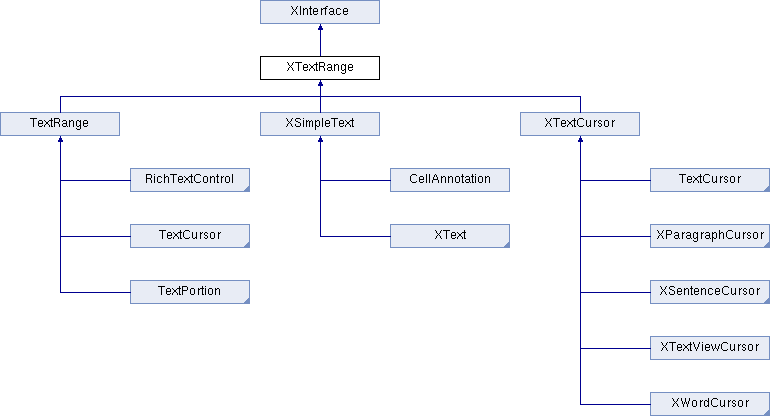 XInterface
XTextRange
TextRange
XSimpleText
XTextCursor
RichTextControl
CellAnnotation
TextCursor
TextCursor
XText
XParagraphCursor
TextPortion
XSentenceCursor
XTextViewCursor
XWordCursor